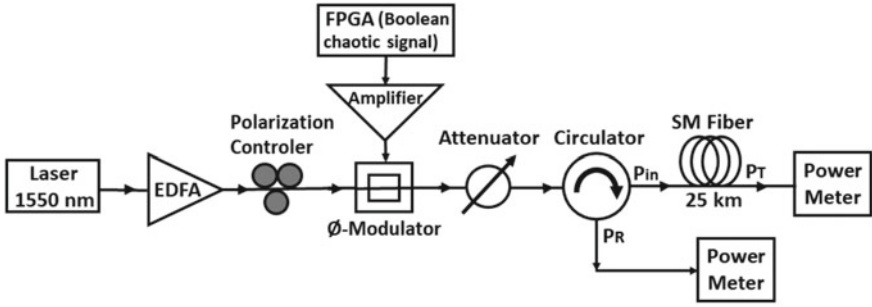 FPGA (Boolean
chaotic signal)
Amplifier
Polarization
Controler
Attenuator
Circulator
SM Fiber
Laser
1550 nm
EDFA
Ø-Modulator
Pin
PT
25 km
Power
Meter
PR
Power
Meter